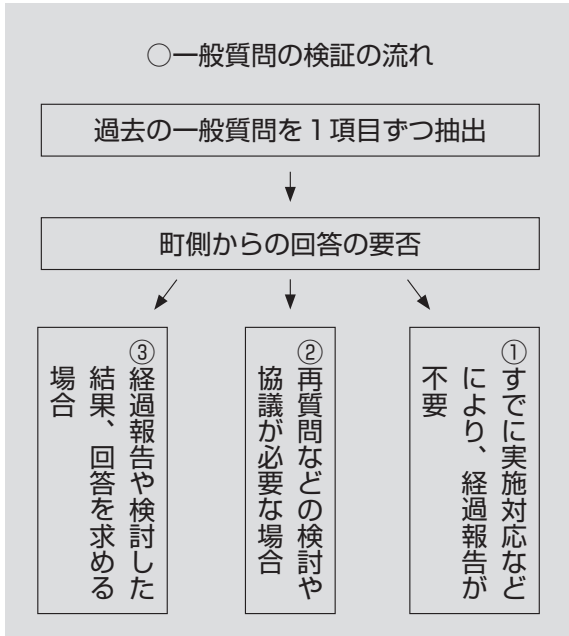 ○一般質問の検証の流れ
過去の一般質問を１項目ずつ抽出
町側からの回答の要否
①すでに実施対応など
により、経過報告が
不要
②再質問などの検討や
協議が必要な場合
③経過報告や検討した
結果、回答を求める
場合